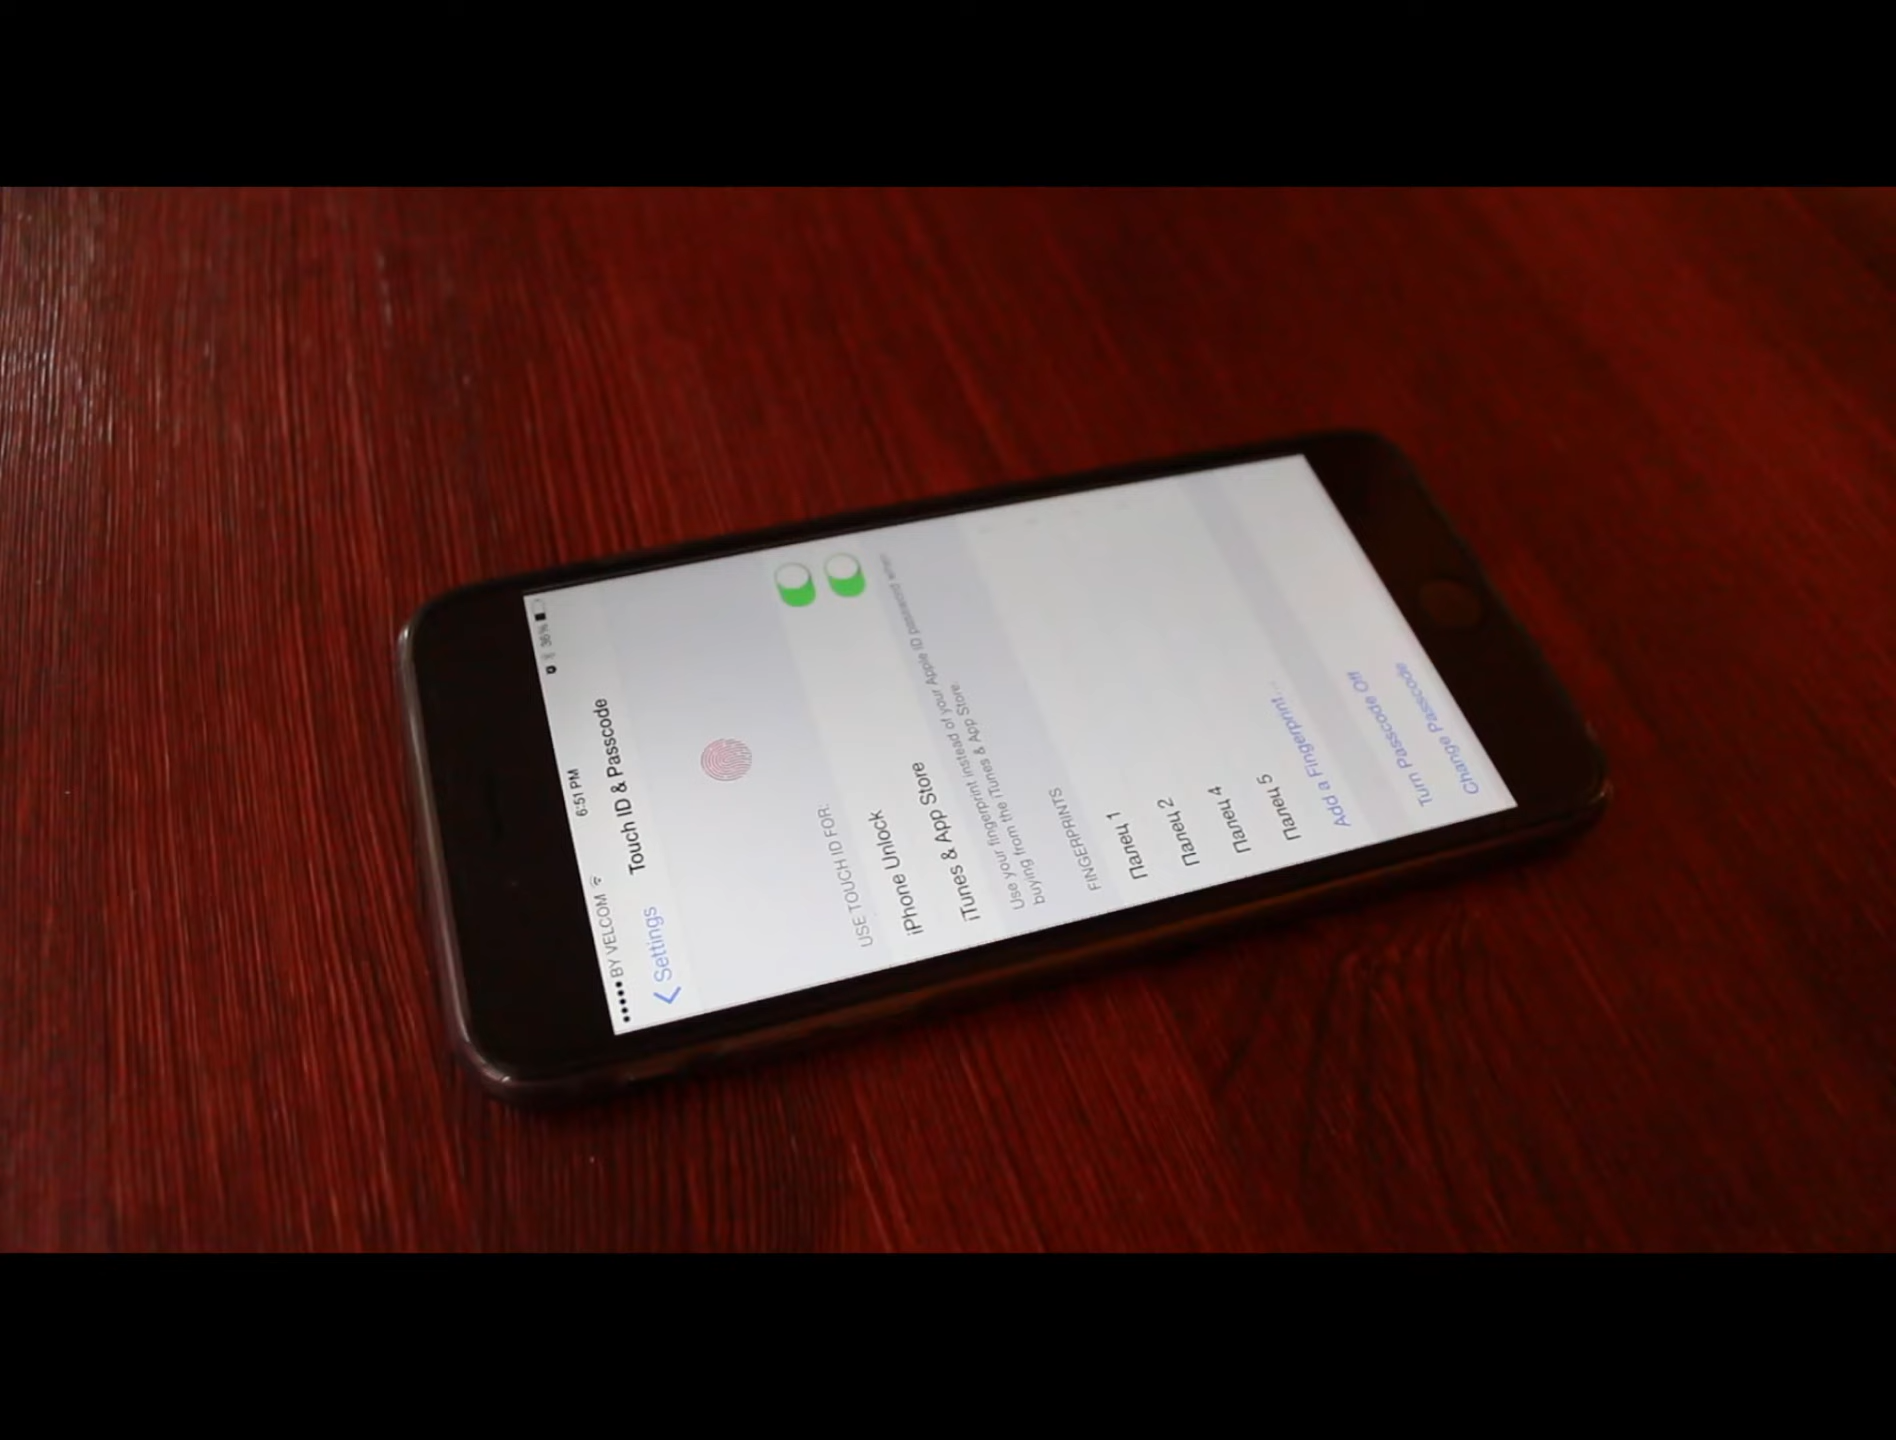 BY VELCOM 6:51 PM 36%
Settings Touch ID & Passcode
USE TOUCH ID FOR:
iPhone Unlock
iTunes & App Store
Use your fingerprint instead of your Apple ID password when
buying from the iTunes & App Store.
FINGERPRINTS
Палец 1
Палец 2
Палец 4
Палец 5
Add a Fingerprint...
Turn Passcode Off
Change Passcode